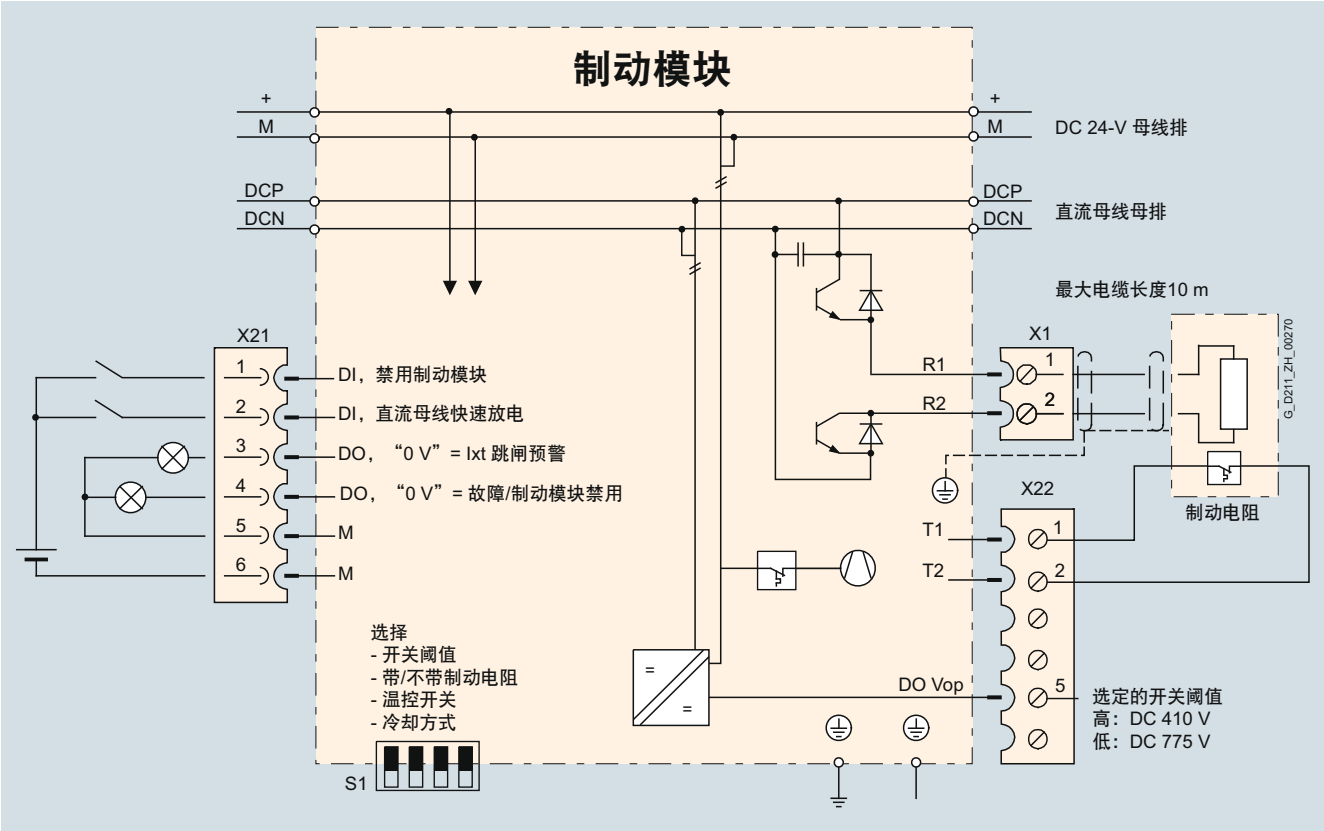 制动模块
+
M
+
M
DC 24-V 母线排
DCP
DCN
DCP
DCN
直流母线母排
最大电缆长度10 m
X21
1
DI，禁用制动模块
2
DI，直流母线快速放电
3
DO，“0 V”= Ixt 跳闸预警
4
DO，“0 V”= 故障/制动模块禁用
5
M
6
M
R1
R2
X1
1
2
G_D211_ZH_00270
制动电阻
X22
T1
1
T2
2
DO Vop
5
选定的开关阈值
高：DC 410 V
低：DC 775 V
选择
- 开关阈值
- 带/不带制动电阻
- 温控开关
- 冷却方式
S1
=
=